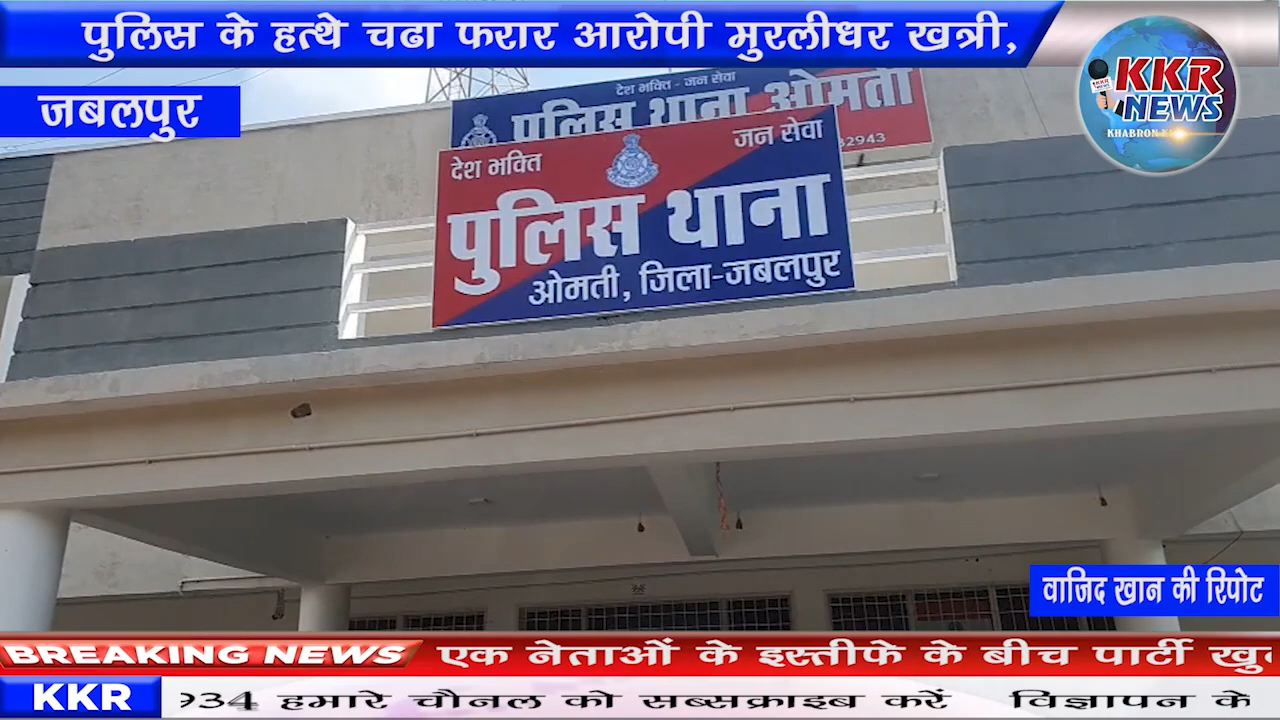 पुलिस के हत्थे चढा फरार आरोपी मुरलीधर खत्री,
जबलपुर
KKR
NEWS
देश भक्ति - जन सेवा
पुलिस थाना ओमती
देश भक्ति
जन सेवा
पुलिस थाना
ओमती, जिला-जबलपुर
वाजिद खान की रिपोट
BREAKING NEWS एक नेताओं के इस्तीफे के बीच पार्टी
KKR 934 हमारे चौनल को सब्सक्राइब करें विज्ञापन के